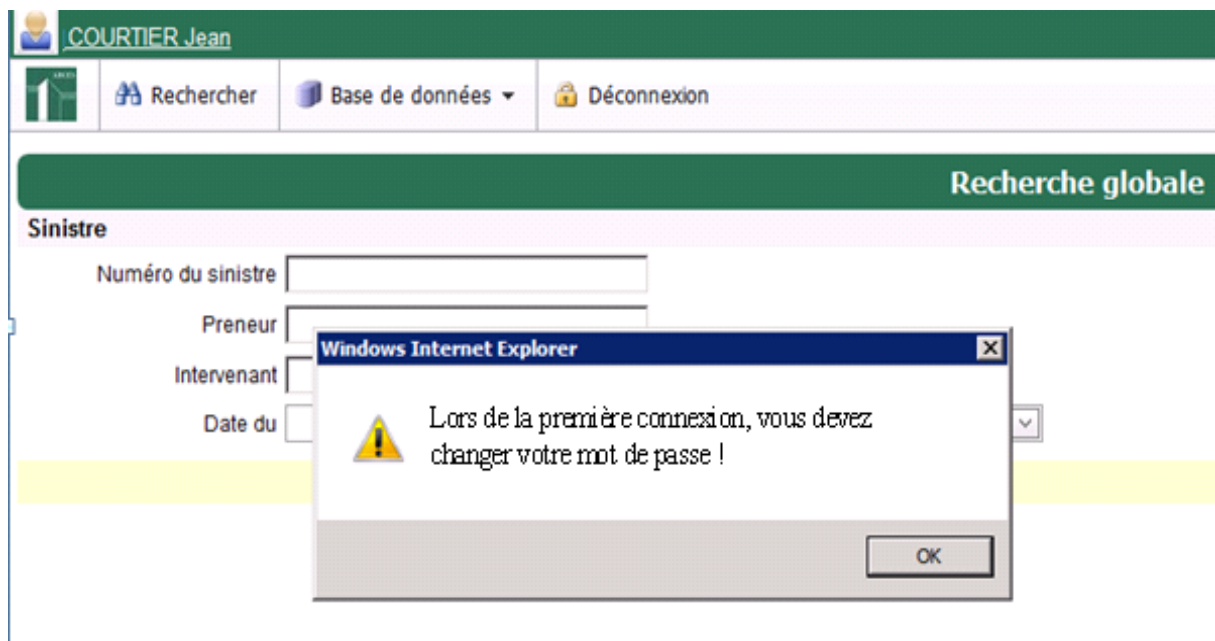 COURTIER Jean
ARCES
Rechercher
Base de données
Déconnexion
Recherche globale
Sinistre
Numéro du sinistre
Preneur
Intervenant
Date du
Windows Internet Explorer
Lors de la première connexion, vous devez
changer votre mot de passe !
OK